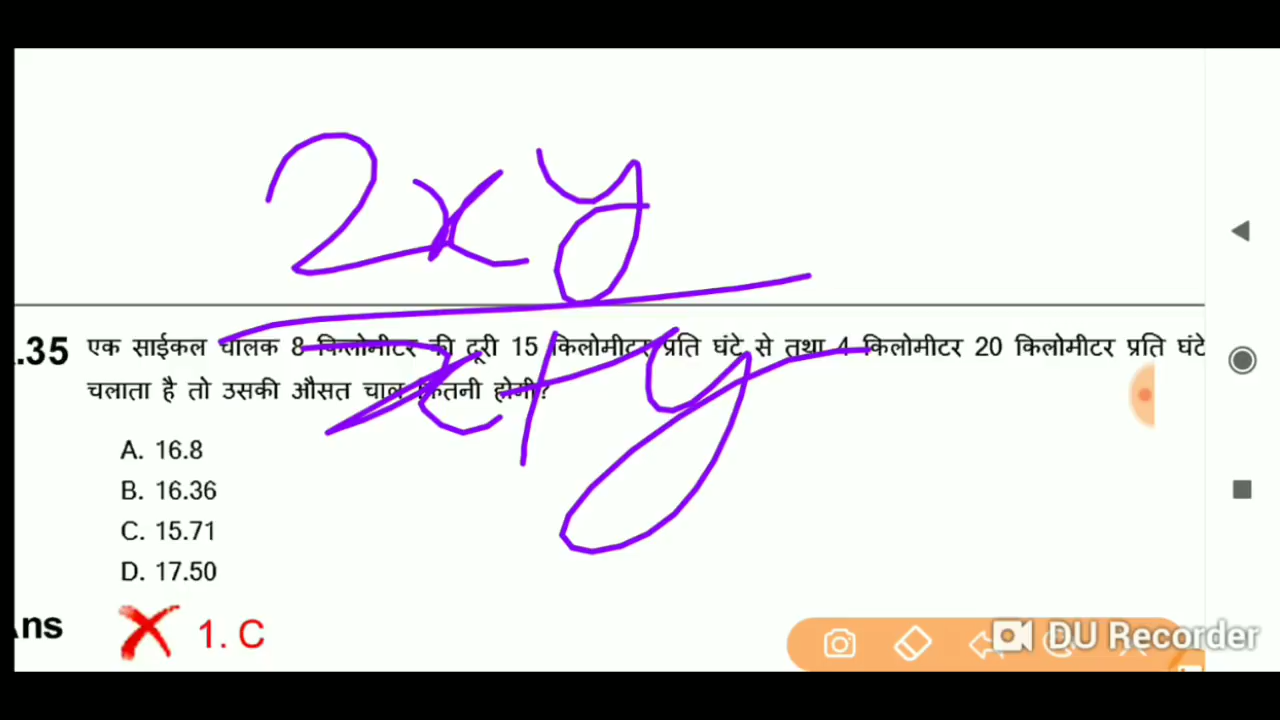 2xy
x+y
.35 एक साईकल चालक 8 किलोमीटर की दूरी 15 किलोमीटर प्रति घंटे से तथा 4 किलोमीटर 20 किलोमीटर प्रति घंटे
चलाता है तो उसकी औसत चाल कितनी होगी?
A. 16.8
B. 16.36
C. 15.71
D. 17.50
Ans 1. C
DU Recorder